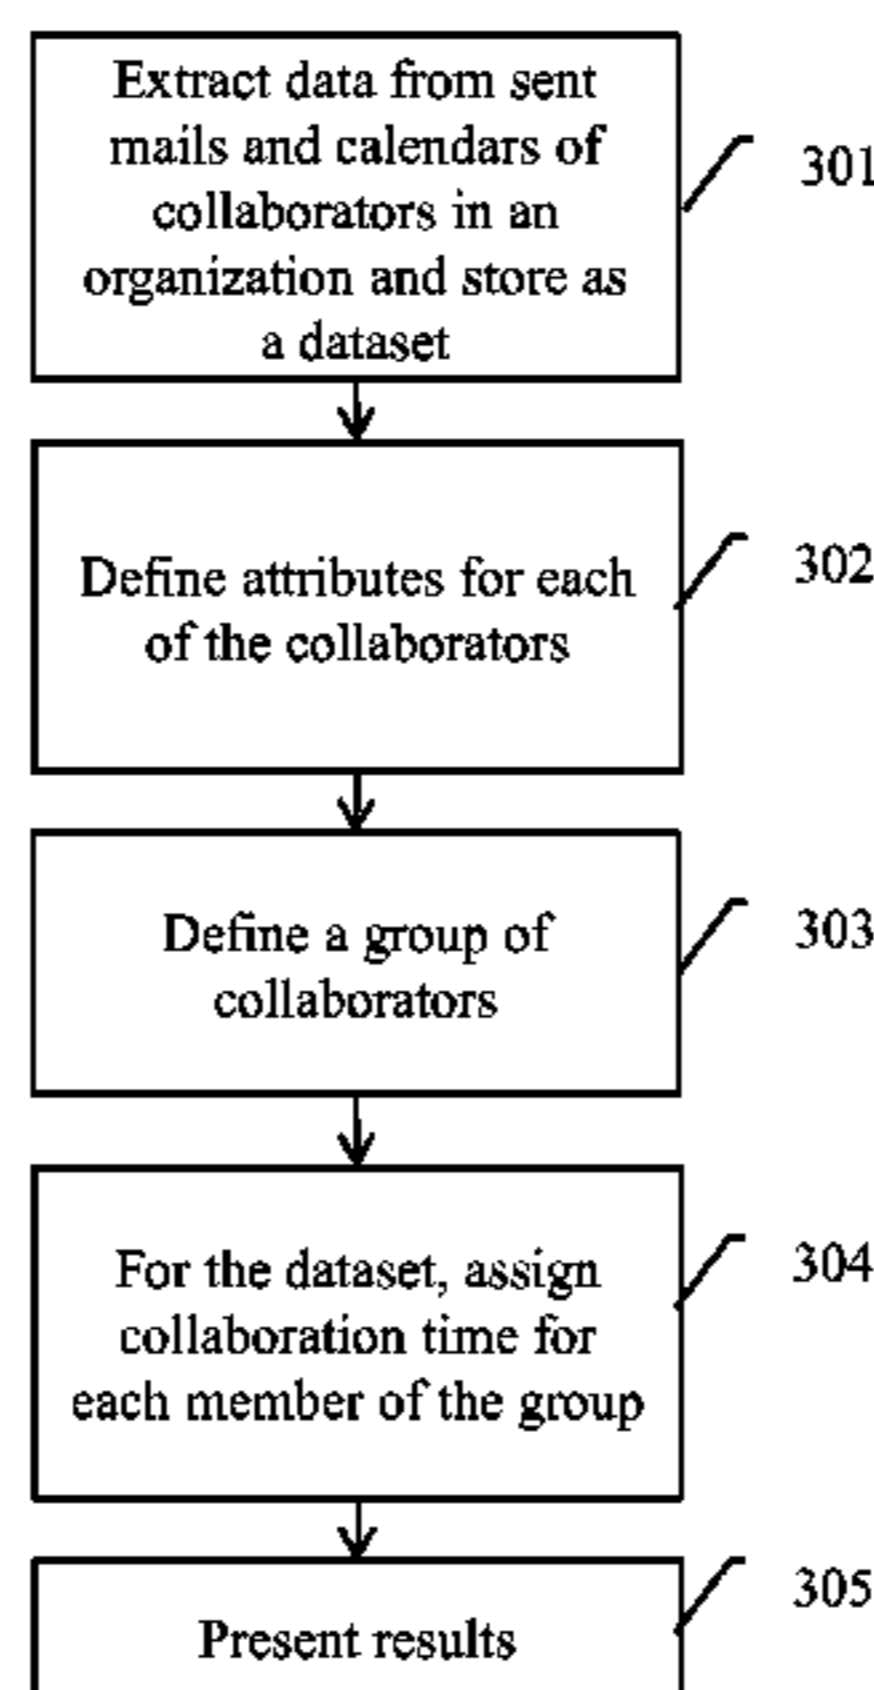 Extract data from sent
mails and calendars of
collaborators in an
organization and store as
a dataset
301
Define attributes for each
of the collaborators
302
Define a group of
collaborators
303
For the dataset, assign
collaboration time for
each member of the group
304
Present results
305